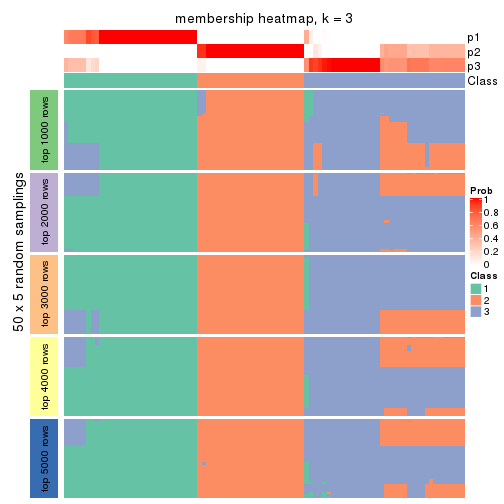 membership heatmap, k = 3
p1
p2
p3
Class
50 x 5 random samplings
top 1000 rows
top 2000 rows
top 3000 rows
top 4000 rows
top 5000 rows
Prob
1
0.8
0.6
0.4
0.2
0
Class
1
2
3